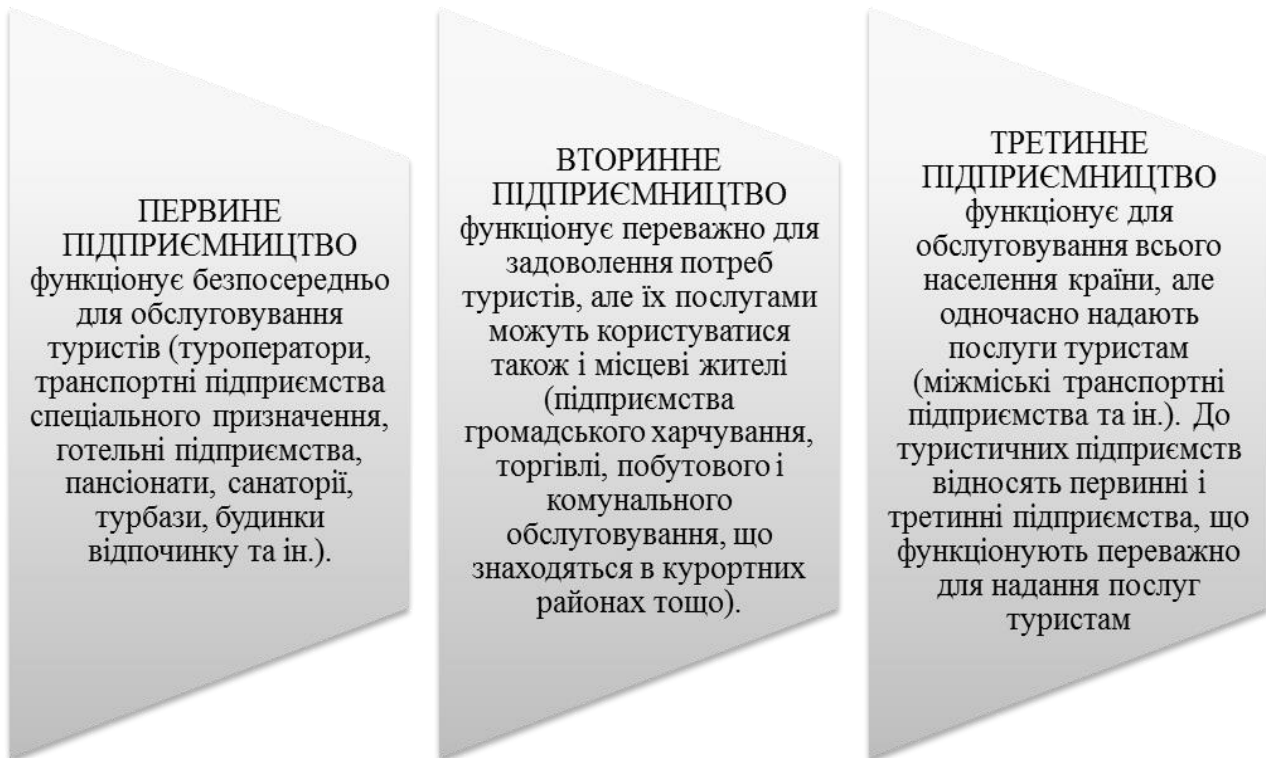 ПЕРВИНЕ
ПІДПРИЄМНИЦТВО
функціонує безпосередньо
для обслуговування
туристів (туроператори,
транспортні підприємства
спеціального призначення,
готельні підприємства,
пансіонати, санаторії,
турбази, будинки
відпочинку та ін.).
ВТОРИННЕ
ПІДПРИЄМНИЦТВО
функціонує переважно для
задоволення потреб
туристів, але їх послугами
можуть користуватися
також і місцеві жителі
(підприємства
громадського харчування,
торгівлі, побутового і
комунального
обслуговування, що
знаходяться в курортних
районах тощо).
ТРЕТИННЕ
ПІДПРИЄМНИЦТВО
функціонує для
обслуговування всього
населення країни, але
одночасно надають
послуги туристам
(міжміські транспортні
підприємства та ін.). До
туристичних підприємств
відносять первинні і
третинні підприємства, що
функціонують переважно
для надання послуг
туристам